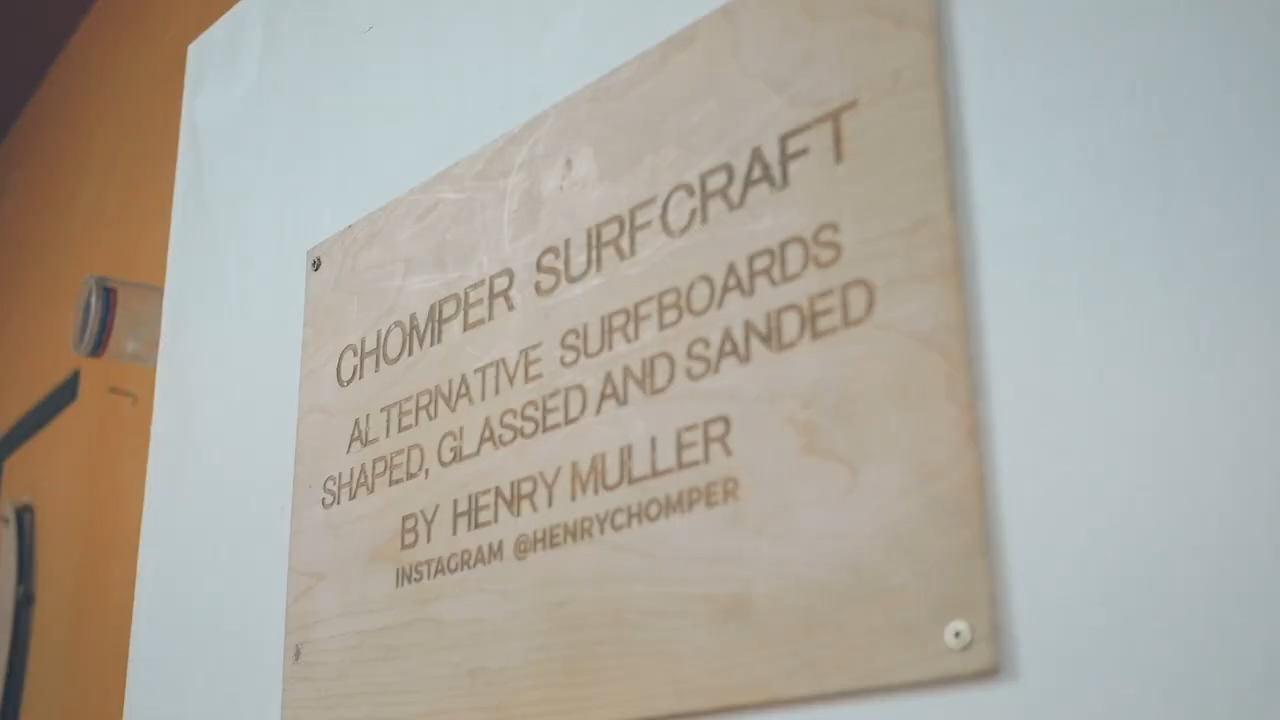 CHOMPER SURFCRAFT
ALTERNATIVE SURFBOARDS
SHAPED, GLASSED AND SANDED
BY HENRY MULLER
INSTAGRAM @HENRYCHOMPER